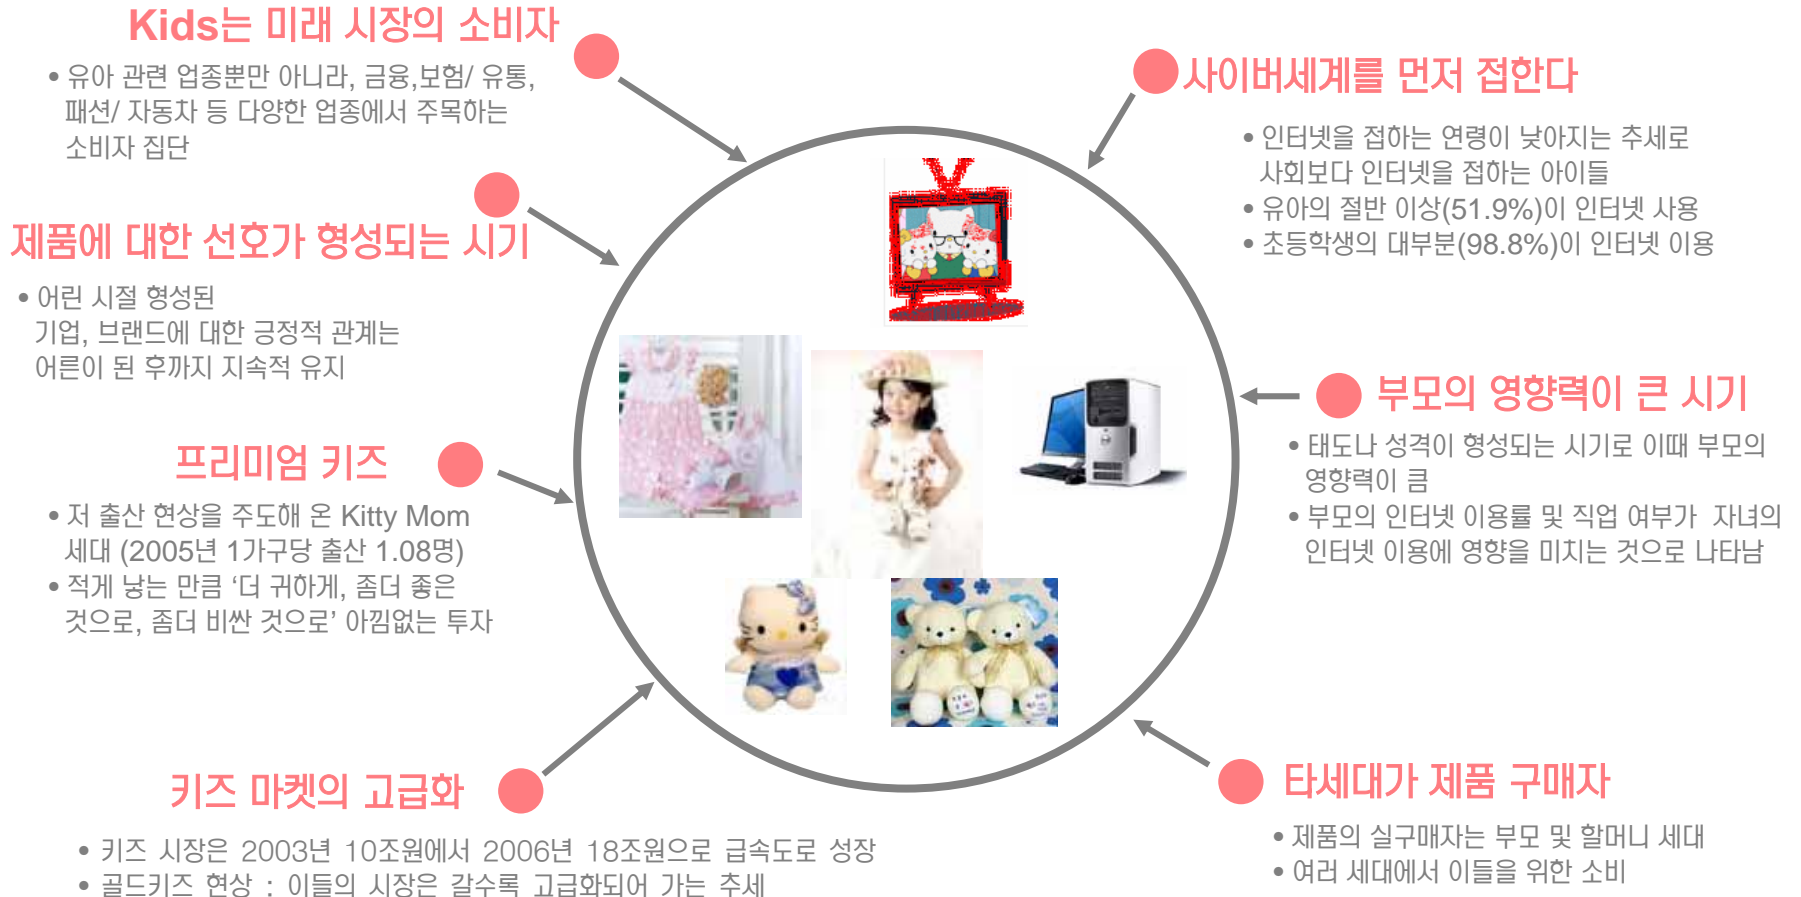 Kids는 미래 시장의 소비자
• 유아 관련 업종뿐만 아니라, 금융,보험/ 유통,
패션/ 자동차 등 다양한 업종에서 주목하는
소비자 집단
제품에 대한 선호가 형성되는 시기
• 어린 시절 형성된
기업, 브랜드에 대한 긍정적 관계는
어른이 된 후까지 지속적 유지
프리미엄 키즈
• 저 출산 현상을 주도해 온 Kitty Mom
세대 (2005년 1가구당 출산 1.08명)
• 적게 낳는 만큼 ‘더 귀하게, 좀더 좋은
것으로, 좀더 비싼 것으로’ 아낌없는 투자
키즈 마켓의 고급화
• 키즈 시장은 2003년 10조원에서 2006년 18조원으로 급속도로 성장
• 골드키즈 현상 : 이들의 시장은 갈수록 고급화되어 가는 추세
사이버세계를 먼저 접한다
• 인터넷을 접하는 연령이 낮아지는 추세로
사회보다 인터넷을 접하는 아이들
• 유아의 절반 이상(51.9%)이 인터넷 사용
• 초등학생의 대부분(98.8%)이 인터넷 이용
부모의 영향력이 큰 시기
• 태도나 성격이 형성되는 시기로 이때 부모의
영향력이 큼
• 부모의 인터넷 이용률 및 직업 여부가 자녀의
인터넷 이용에 영향을 미치는 것으로 나타남
타세대가 제품 구매자
• 제품의 실구매자는 부모 및 할머니 세대
• 여러 세대에서 이들을 위한 소비